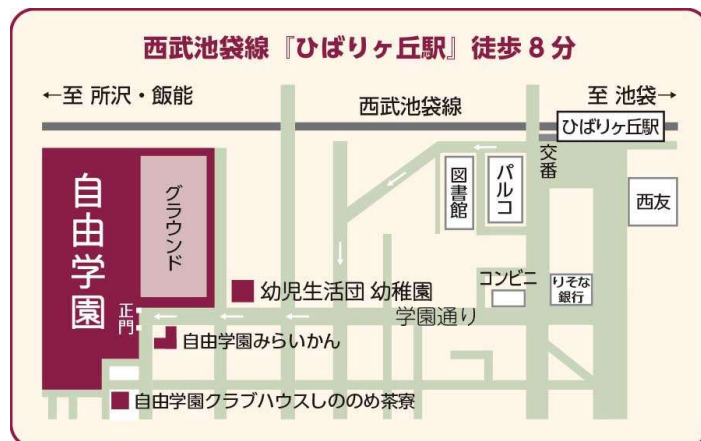 西武池袋線『ひばりヶ丘駅』徒歩8分
←至 所沢・飯能
西武池袋線
至 池袋→
ひばりヶ丘駅
交番
自由学園
グラウンド
図書館
パルコ
西友
コンビニ
りそな
銀行
幼児生活団 幼稚園
学園通り
正門
自由学園みらいかん
自由学園クラブハウスしののめ茶寮